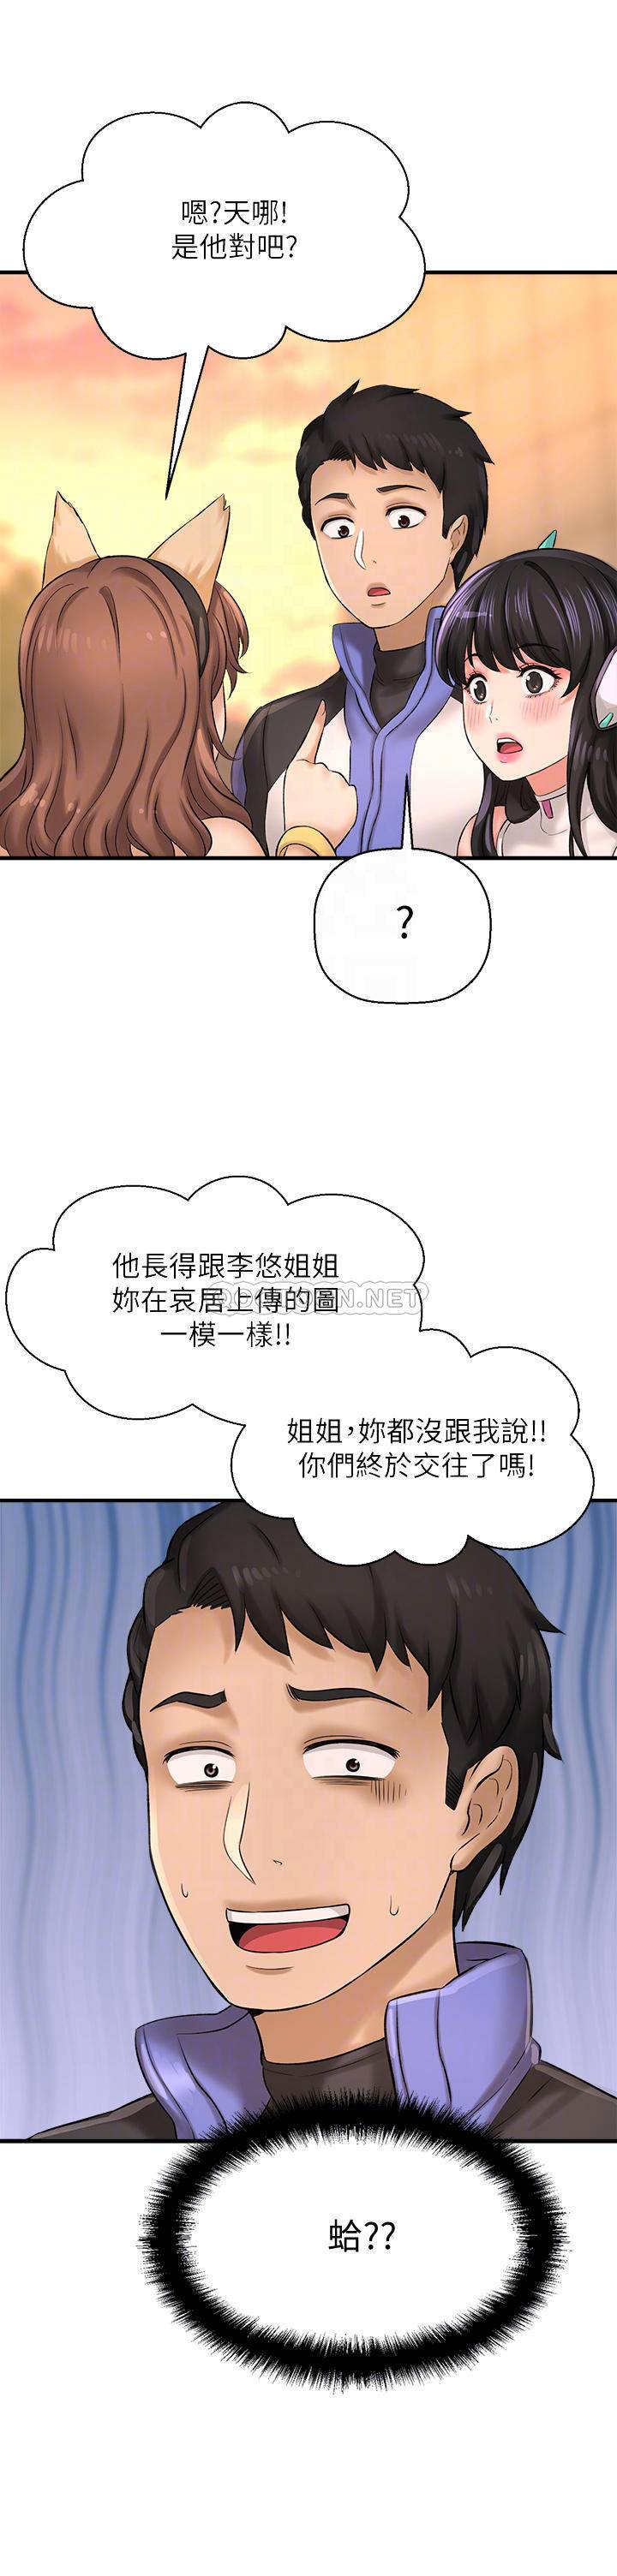 嗯?天哪!
是他對吧?
?
他長得跟李悠姐姐
妳在哀居上傳的圖
一模一樣!!
姐姐,妳都沒跟我說!!
你們終於交往了嗎!
蛤??